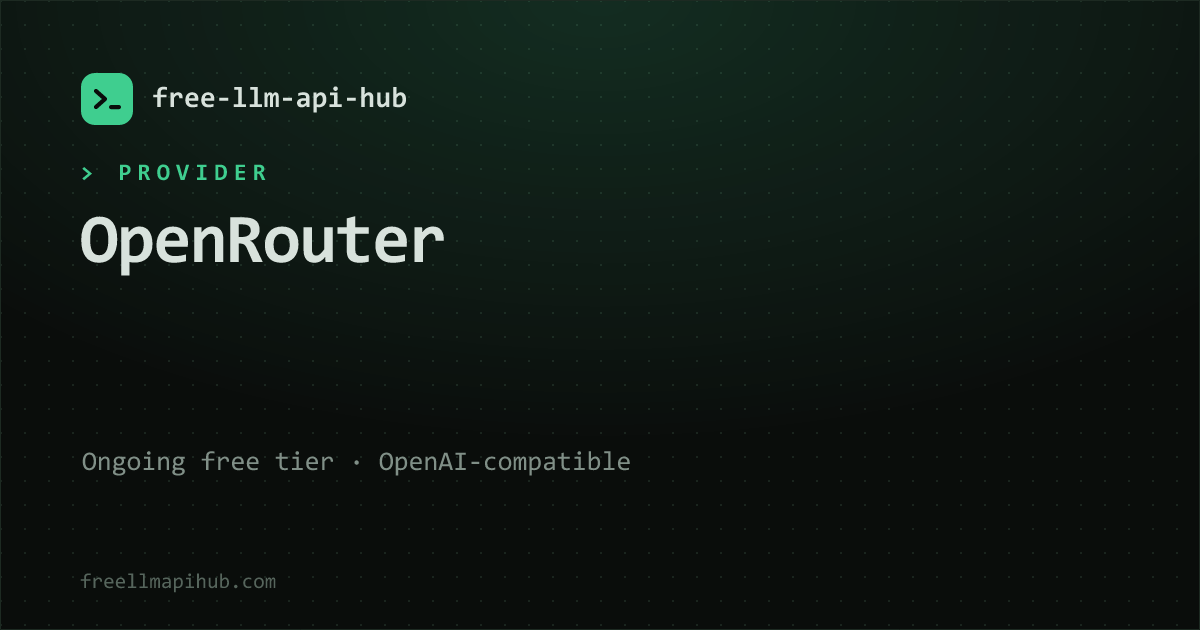 free-llm-api-hub
> PROVIDER
OpenRouter
Ongoing free tier · OpenAI-compatible
freellmapihub.com